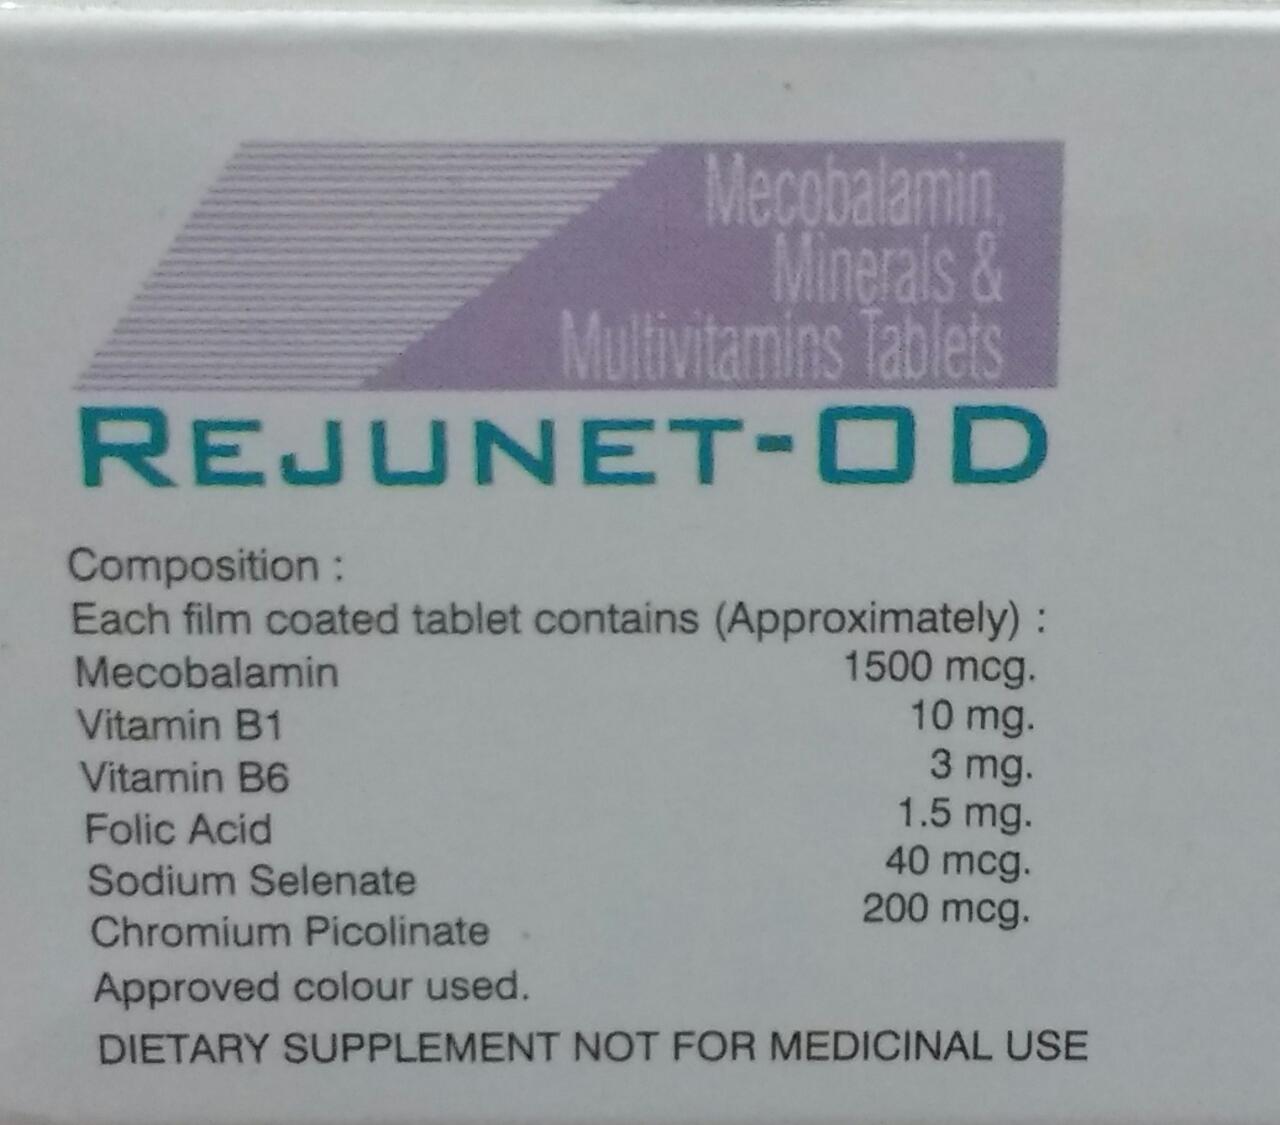 Mecobalamin,
Minerals &
Multivitamins Tablets
REJUNET-OD
Composition :
Each film coated tablet contains (Approximately) :
Mecobalamin 1500 mcg.
Vitamin B1 10 mg.
Vitamin B6 3 mg.
Folic Acid 1.5 mg.
Sodium Selenate 40 mcg.
Chromium Picolinate 200 mcg.
Approved colour used.
DIETARY SUPPLEMENT NOT FOR MEDICINAL USE